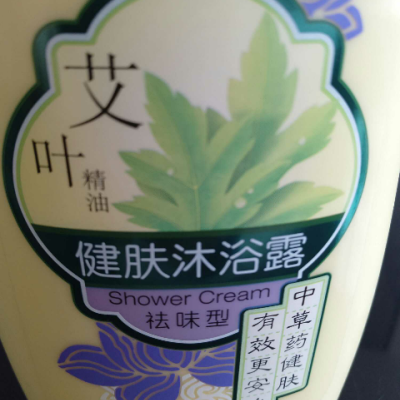 艾叶
精油
健肤沐浴露
Shower Cream
祛味型
中草药健肤
有效更安